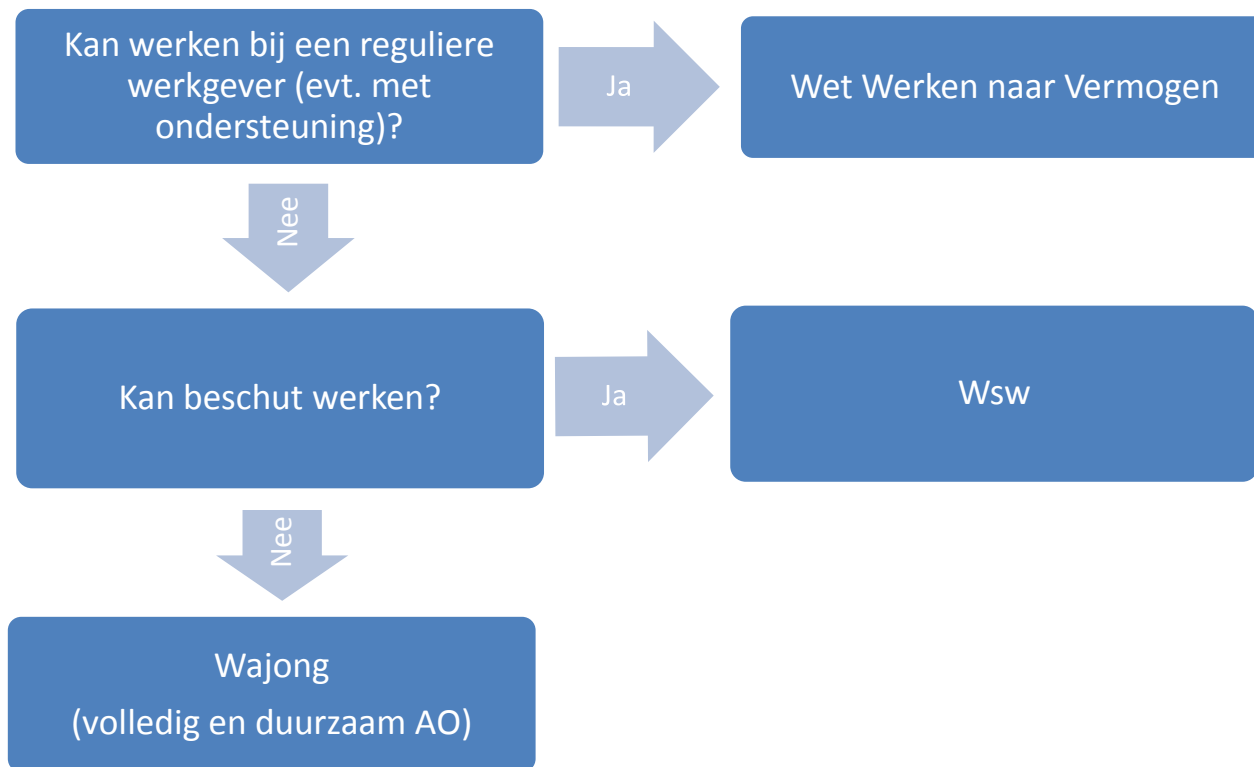 Kan werken bij een reguliere
werkgever (evt. met
ondersteuning)?
Ja
Wet Werken naar Vermogen
Nee
Kan beschut werken?
Ja
Wsw
Nee
Wajong
(volledig en duurzaam AO)